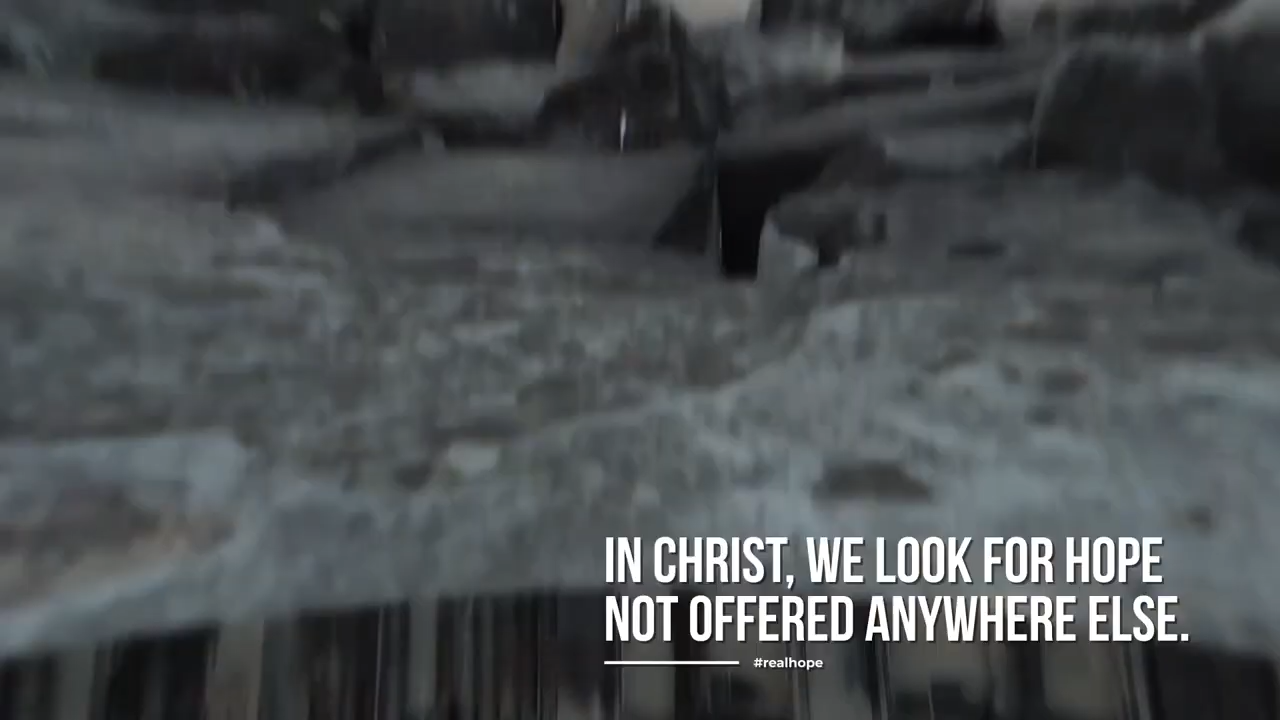 IN CHRIST, WE LOOK FOR HOPE
NOT OFFERED ANYWHERE ELSE.
#realhope